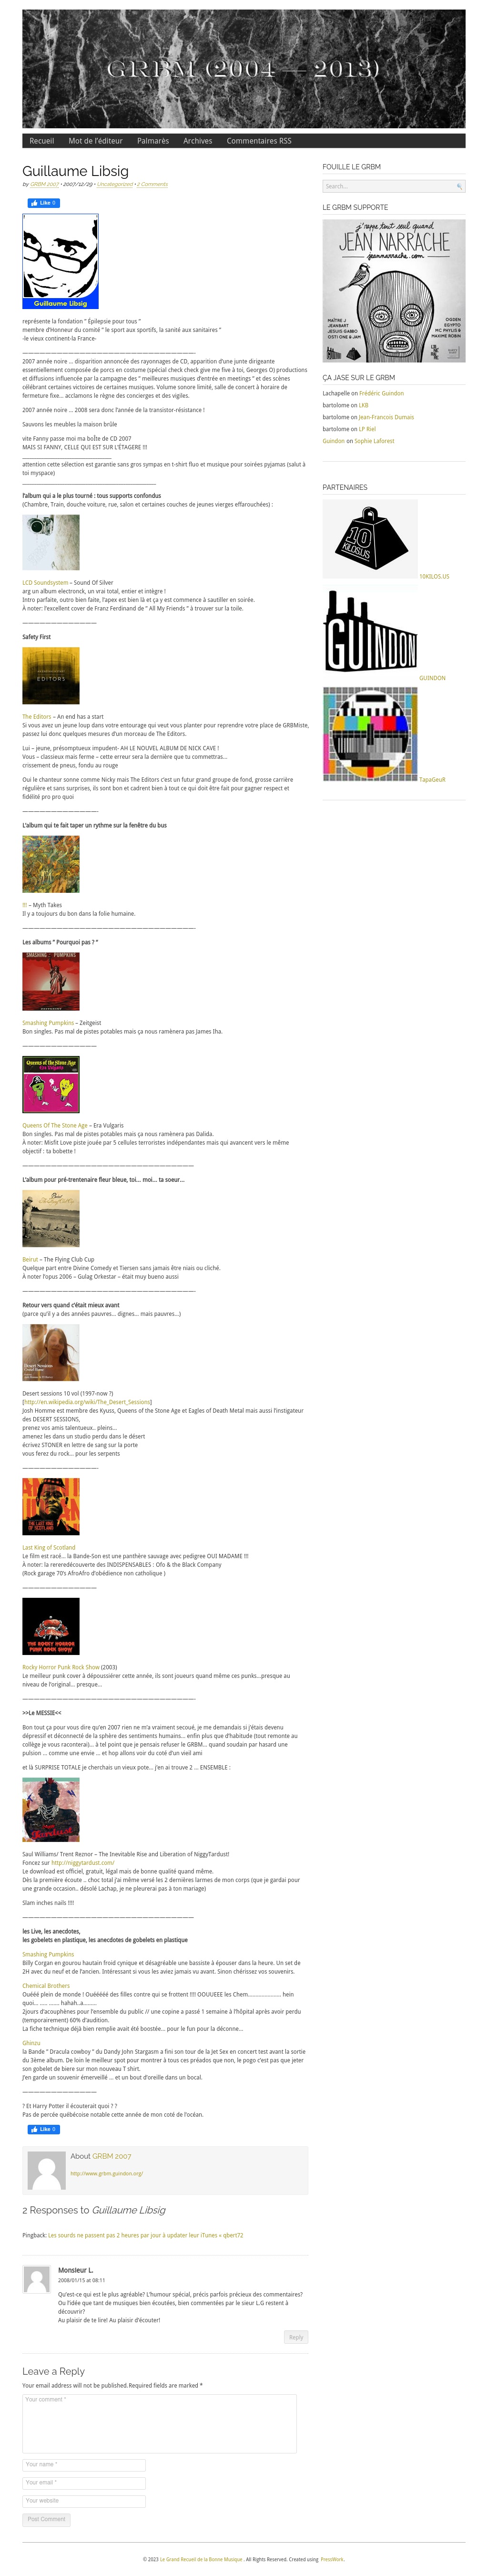 GRBM (2004 — 2013)
Recueil Mot de l'éditeur Palmarès Archives Commentaires RSS
Guillaume Libsig
by GRBM 2007 • 2007/10/29 • Uncategorized • 2 Comments
Like 0
Guillaume Libsig
représente la fondation " Épilepsie pour tous "
membre d'Honneur du comité " le sport aux sportifs, la sanité aux sanitaires "
-le vieux continent-la France-
2007 année noire … disparition annoncée des rayonnages de CD, apparition d'une jeune dirigeante
essentiellement composée de porcs en costume (spécial check check give me five à toi, Georges O) productions
et diffusions influencée par la campagnes des " meilleures musiques d'entrée en meetings " et des scènes
célébrant certaines victoires de certaines élections. Volume sonore limité, salle de concert à horaire de
fermeture fixe… acclamons le règne des concierges et des vigiles.
2007 année noire … 2008 sera donc l'année de la transistor-résistance !
Sauvons les meubles la maison brûle
vite Fanny passe moi ma boîte de CD 2007
MAIS SI FANNY, CELLE QUI EST SUR L'ÉTAGERE !!!
attention cette sélection est garantie sans gros sympas en t-shirt fluo et musique pour soirées pyjamas (salut à
toi myspace)
l'album qui a le plus tourné : tous supports confondus
(Chambre, Train, douche voiture, rue, salon et certaines couches de jeunes vierges effarouchées) :
LCD Soundsystem – Sound Of Silver
arg un album electronck, un vrai total, entier et intègre !
Intro parfaite, outro bien faite, l'apex est bien là et ça y est commence à sautiller en soirée.
À noter: l'excellent cover de Franz Ferdinand de " All My Friends " à trouver sur la toile.
Safety First
EDITORS
The Editors – An end has a start
Si vous avez un jeune loup dans votre entourage qui veut vous planter pour reprendre votre place de GRBMiste,
passez lui donc quelques mesures d'un morceau de The Editors.
Lui – jeune, présomptueux impudent- AH LE NOUVEL ALBUM DE NICK CAVE !
Vous – classieux mais ferme – cette erreur sera la dernière que tu commettras…
crissement de pneus, fondu au rouge
Oui le chanteur sonne comme Nicky mais The Editors c'est un futur grand groupe de fond, grosse carrière
régulière et sans surprises, ils sont bon et cadrent bien à tout ce qui doit être fait pour gagner respect et
fidélité pro pro quoi
L'album qui te fait taper un rythme sur la fenêtre du bus
!!! – Myth Takes
Il y a toujours du bon dans la folie humaine.
Les albums " Pourquoi pas ? "
SMASHING PUMPKINS
Smashing Pumpkins – Zeitgeist
Bon singles. Pas mal de pistes potables mais ça nous ramènera pas James Iha.
Queens of The Stone Age
Era Vulgaris
Queens Of The Stone Age – Era Vulgaris
Bon singles. Pas mal de pistes potables mais ça nous ramènera pas Dalida.
À noter: Misfit Love piste jouée par 5 cellules terroristes indépendantes mais qui avancent vers le même
objectif : ta bobette !
L'album pour pré-trentenaire fleur bleue, toi… moi… ta soeur…
Beirut
Beirut – The Flying Club Cup
Quelque part entre Divine Comedy et Tiersen sans jamais être niais ou cliché.
À noter l'opus 2006 – Gulag Orkestar – était muy bueno aussi
Retour vers quand c'était mieux avant
(parce qu'il y a des années pauvres… dignes… mais pauvres…)
Desert sessions 10 vol (1997-now ?)
[http://en.wikipedia.org/wiki/The_Desert_Sessions]
Josh Homme est membre des Kyuss, Queens of the Stone Age et Eagles of Death Metal mais aussi l'instigateur
des DESERT SESSIONS,
prenez vos amis talentueux.. pleins…
amenez les dans un studio perdu dans le désert
écrivez STONER en lettre de sang sur la porte
vous ferez du rock… pour les serpents
THE LAST KING
OF SCOTLAND
Last King of Scotland
Le film est racé… la Bande-Son est une panthère sauvage avec pedigree OUI MADAME !!!
À noter: la rereredécouverte des INDISPENSABLES : Ofo & the Black Company
(Rock garage 70's AfroAfro d'obédience non catholique )
THE ROCKY HORROR
PUNK ROCK SHOW
Rocky Horror Punk Rock Show (2003)
Le meilleur punk cover à dépoussiérer cette année, ils sont joueurs quand même ces punks…presque au
niveau de l'original… presque…
>>Le MESSIE<<
Bon tout ça pour vous dire qu'en 2007 rien ne m'a vraiment secoué, je me demandais si j'étais devenu
dépressif et déconnecté de la sphère des sentiments humains… enfin plus que d'habitude (tout remonte au
collège je vous raconterai)… à tel point que je pensais refuser le GRBM… quand soudain par hasard une
pulsion … comme une envie … et hop allons voir du coté d'un vieil ami
et là SURPRISE TOTALE je cherchais un vieux pote… j'en ai trouve 2 … ENSEMBLE :
Saul Williams/ Trent Reznor – The Inevitable Rise and Liberation of NiggyTardust!
Foncez sur http://niggytardust.com/
Le download est officiel, gratuit, légal mais de bonne qualité quand même.
Dès la première écoute .. choc total j'ai même versé les 2 dernières larmes de mon corps (que je gardai pour
une grande occasion.. désolé Lachap, je ne pleurerai pas à ton mariage)
Slam inches nails !!!!
les Live, les anecdotes,
les gobelets en plastique, les anecdotes de gobelets en plastique
Smashing Pumpkins
Billy Corgan en gourou hautain froid cynique et désagréable une bassiste à épouser dans la heure. Un set de
2H avec du neuf et de l'ancien. Intéressant si vous les aviez jamais vu avant. Sinon chérissez vos souvenirs.
Chemical Brothers
Ouééé plein de monde ! Ouééééé des filles contre qui se frottent !!!! OOUUEEE les Chem………………… hein
quoi… …. …… hahah..a………
2jours d'acouphènes pour l'ensemble du public // une copine a passé 1 semaine à l'hôpital après avoir perdu
(temporairement) 60% d'audition.
La fiche technique déjà bien remplie avait été boostée… pour le fun pour la déconne…
Ghinzu
la Bande " Dracula cowboy " du Dandy John Stargasm a fini son tour de la Jet Sex en concert test avant la sortie
du 3ème album. De loin le meilleur spot pour montrer à tous ces préados que non, le pogo c'est pas que jeter
son gobelet de bière sur mon nouveau T shirt.
J'en garde un souvenir émerveillé … et un bout d'oreille dans un bocal.
? Et Harry Potter il écouterait quoi ? ?
Pas de percée québécoise notable cette année de mon coté de l'océan.
Like 0
About GRBM 2007
http://www.grbm.guindon.org/
2 Responses to Guillaume Libsig
Pingback: Les sourds ne passent pas 2 heures par jour à updater leur iTunes » qbert72
Monsieur L.
2008/01/15 at 08:11
Qu'est-ce qui est le plus agréable? L'humour spécial, précis parfois précieux des commentaires?
Ou l'idée que tant de musiques bien écoutées, bien commentées par le sieur L.G restent à
découvrir?
Au plaisir de te lire! Au plaisir d'écouter!
Reply
Leave a Reply
Your email address will not be published. Required fields are marked *
Your comment *
Your name *
Your email *
Your website
Post Comment
FOUILLE LE GRBM
Search...
LE GRBM SUPPORTE
j'rappe tout seul quand
JEAN NARRACHE
jeannarrache.com
MAÎTRE J
JEANBART
JÉSUS GABBO
OSTI ONE & JAM
OGDEN
EGYPTO
MC PHYLIS &
MAXIME ROBIN
ÇA JASE SUR LE GRBM
Lachapelle on Frédéric Guindon
bartolome on LKB
bartolome on Jean-Francois Dumais
bartolome on LP Riel
Guindon on Sophie Laforest
PARTENAIRES
10
KILOS.US
10KILOS.US
GUINDON
GUINDON
TapaGeuR
© 2023 Le Grand Recueil de la Bonne Musique . All Rights Reserved. Created using PressWork.